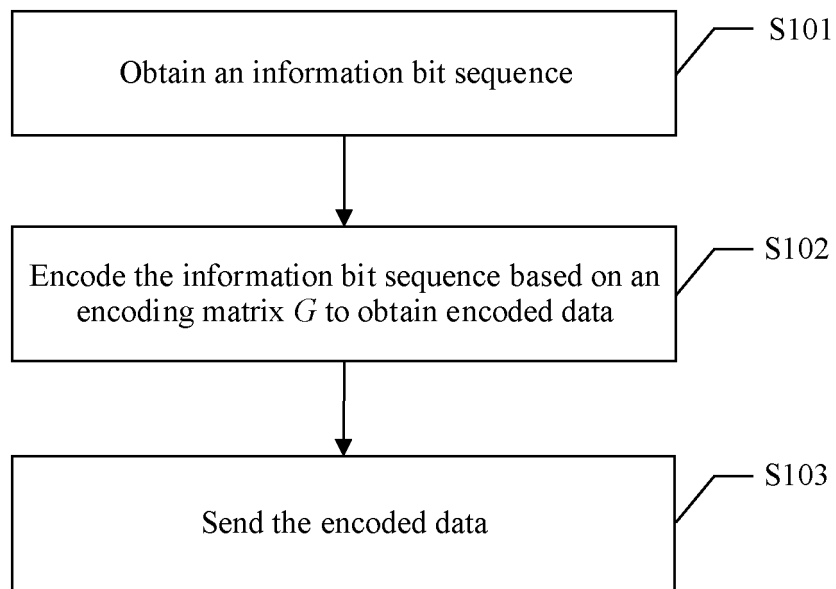 S101
Obtain an information bit sequence
S102
Encode the information bit sequence based on an
encoding matrix G to obtain encoded data
S103
Send the encoded data